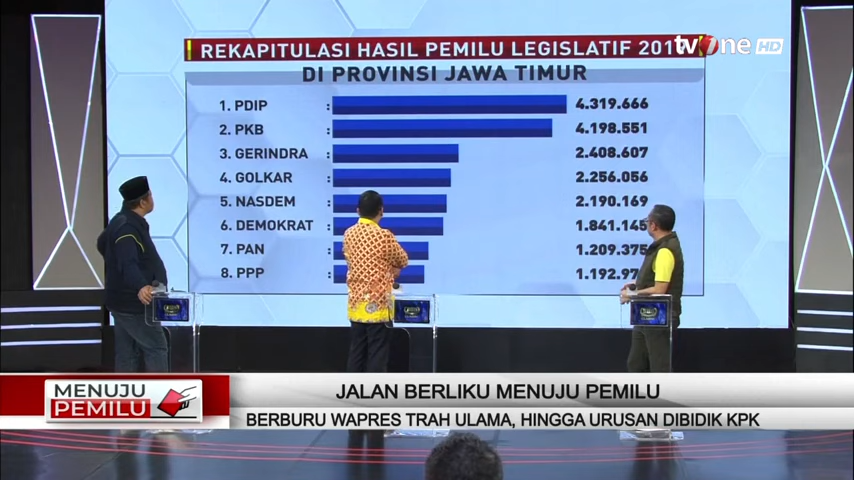 tvOne HD
REKAPITULASI HASIL PEMILU LEGISLATIF
DI PROVINSI JAWA TIMUR
1. PDIP : 4.319.666
2. PKB : 4.198.551
3. GERINDRA : 2.408.607
4. GOLKAR : 2.256.056
5. NASDEM : 2.190.169
6. DEMOKRAT : 1.841.145
7. PAN : 1.209.375
8. PPP :
MENUJU
PEMILU
JALAN BERLIKU MENUJU PEMILU
BERBURU WAPRES TRAH ULAMA, HINGGA URUSAN DIBIDIK KPK